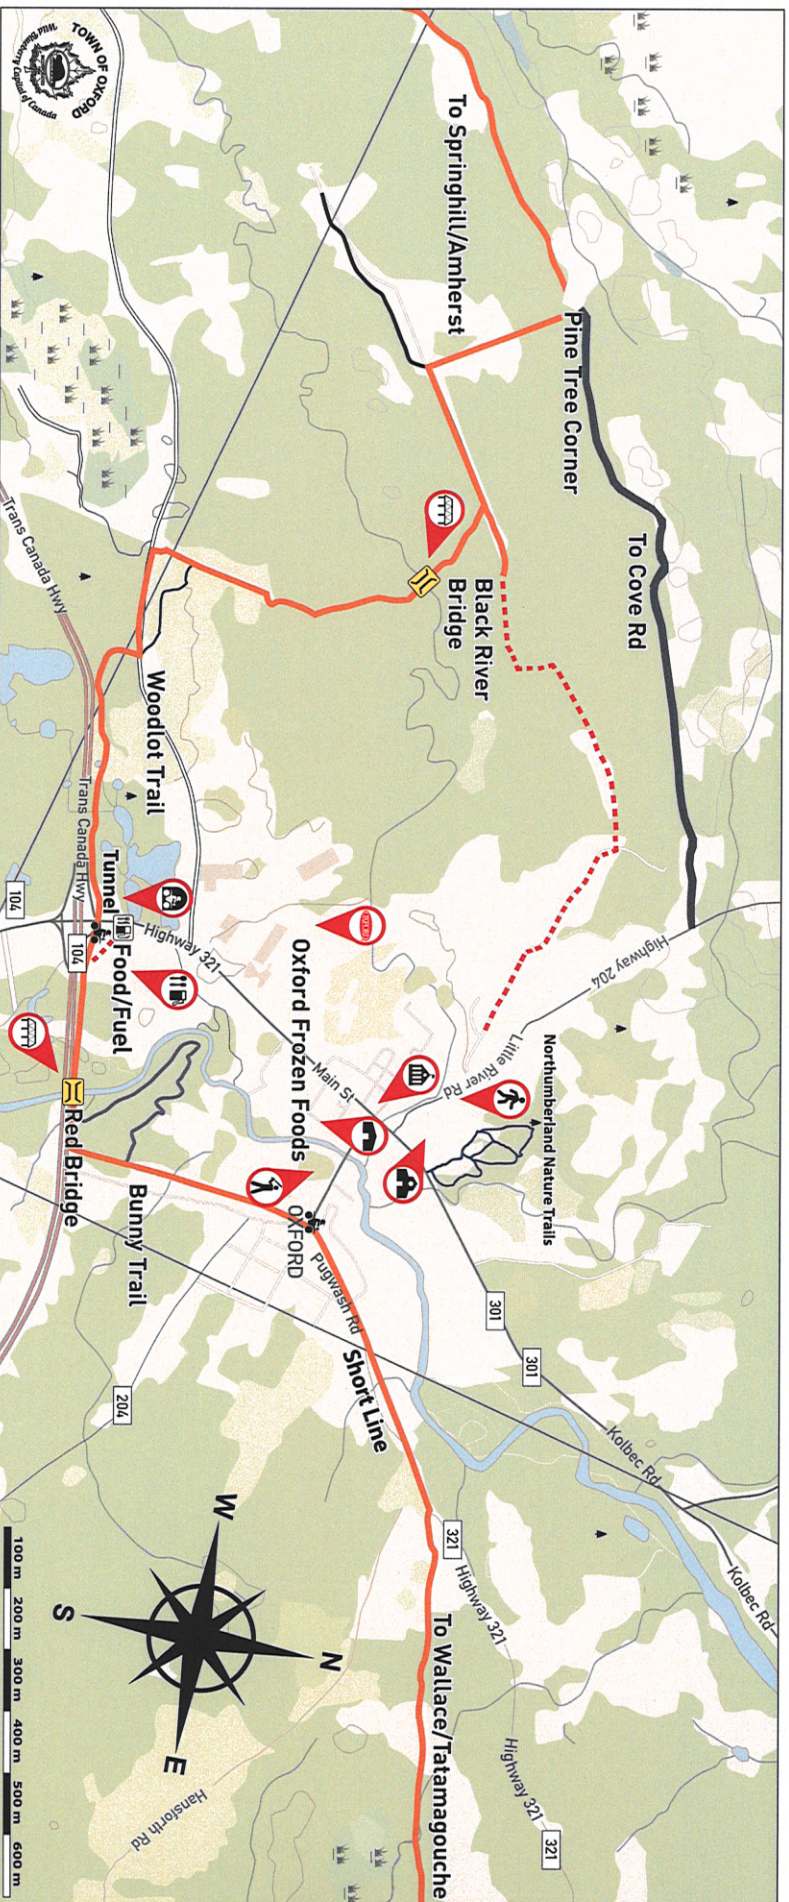 TOWN OF OXFORD
Wild Blueberry Capital of Canada
To Springhill/Amherst
Pine Tree Corner
To Cove Rd
Black River
Bridge
Trans Canada Hwy
Woodlot Trail
Trans Canada Hwy
Tunnel
104
104
Food/Fuel
Highway 321
Highway 204
OXFORD
Oxford Frozen Foods
Main St
Little River Rd
Northumberland Nature Trails
Red Bridge
Bunny Trail
OXFORD
Pugwash Rd
Short Line
301
301
204
Kolbec Rd
Kolbec Rd
321
Highway 321
To Wallace/Tatamagouche
Highway 321
321
Hansforth Rd
N
W
E
S
100 m
200 m
300 m
400 m
500 m
600 m